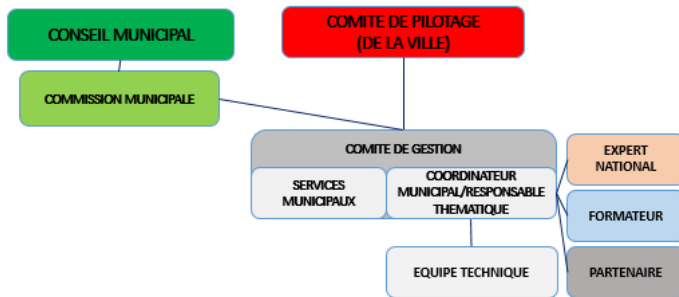 CONSEIL MUNICIPAL
COMITE DE PILOTAGE
(DE LA VILLE)
COMMISSION MUNICIPALE
COMITE DE GESTION
SERVICES
MUNICIPAUX
COORDINATEUR
MUNICIPAL/RESPONSABLE
THEMATIQUE
EXPERT
NATIONAL
FORMATEUR
EQUIPE TECHNIQUE
PARTENAIRE